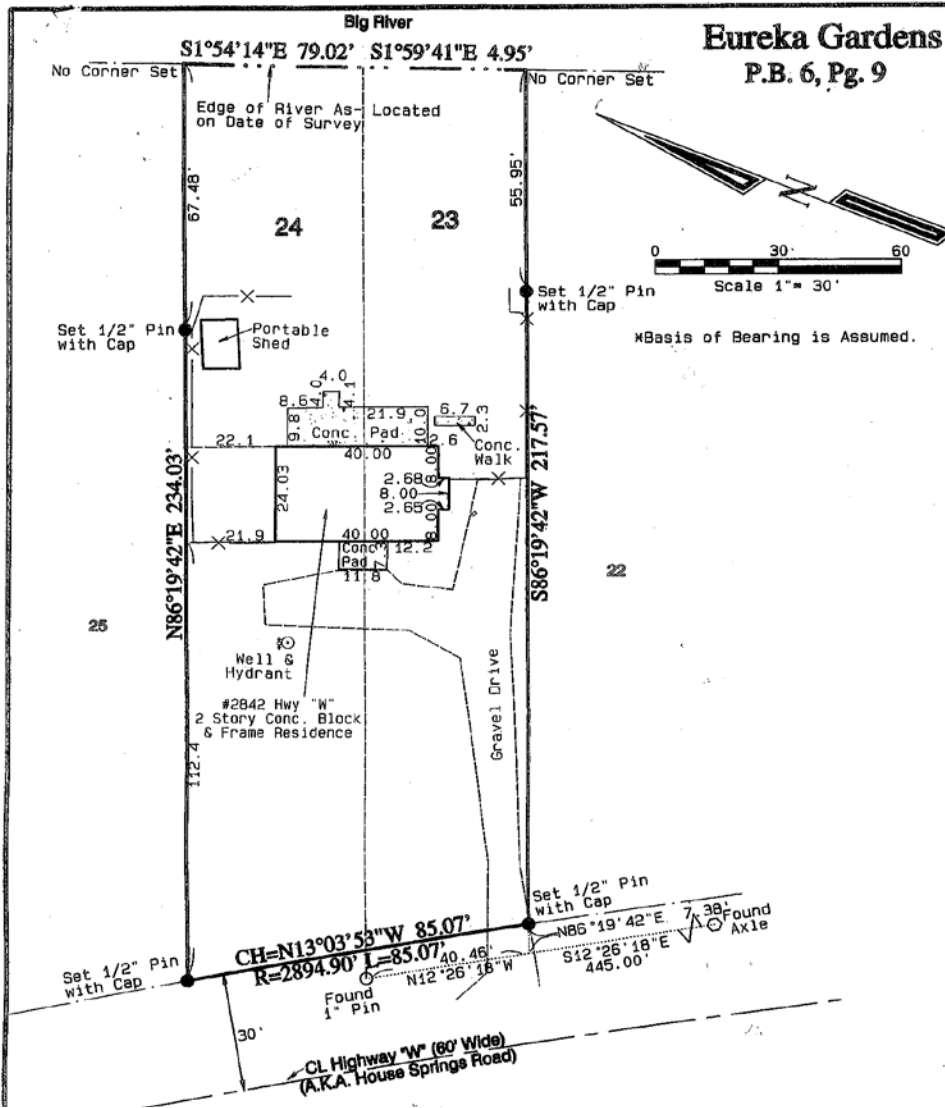 Big River
S1°54'14"E 79.02' S1°59'41"E 4.95'
Eureka Gardens
P.B. 6, Pg. 9
No Corner Set
No Corner Set
Edge of River As- Located
on Date of Survey
67.48'
55.95'
24
23
N
0 30 60
Scale 1"= 30'
*Basis of Bearing is Assumed.
Set 1/2" Pin
with Cap
Set 1/2" Pin
with Cap
Portable
Shed
8.6
4.0
4.0
4.1
21.9
6.7
2.3
9.8
Conc. Pad
10.0
2.6
Conc.
Walk
22.1
40.00
24.03
8.00
2.68
8.00
2.65
8.00
21.9
40.00
Conc
Pad
7.3
12.2
11.8
N86°19'42"E 234.03'
S86°19'42"W 217.57'
22
25
Well &
Hydrant
#2842 Hwy "W"
2 Story Conc. Block
& Frame Residence
Gravel Drive
112.4
Set 1/2" Pin
with Cap
CH=N13°03'53"W 85.07'
R=2894.90' L=85.07'
N86°19'42"E 7.38'
Found
Axle
40.46'
N12°26'18"W
S12°26'18"E
445.00'
Set 1/2" Pin
with Cap
Found
1" Pin
30'
CL Highway "W" (60' Wide)
(A.K.A. House Springs Road)